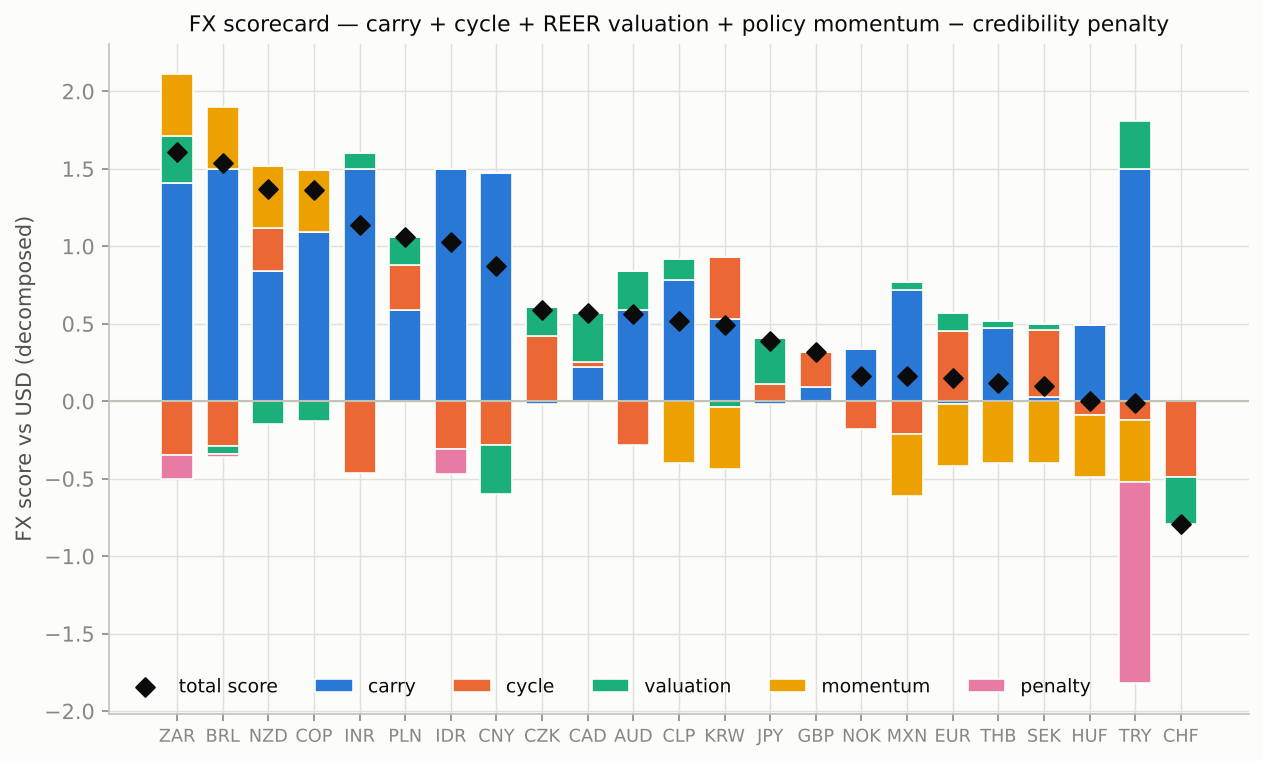 FX scorecard — carry + cycle + REER valuation + policy momentum − credibility penalty
FX score vs USD (decomposed)
2.0
1.5
1.0
0.5
0.0
−0.5
−1.0
−1.5
−2.0
total score carry cycle valuation momentum penalty
ZAR BRL NZD COP INR PLN IDR CNY CZK CAD AUD CLP KRW JPY GBP NOK MXN EUR THB SEK HUF TRY CHF